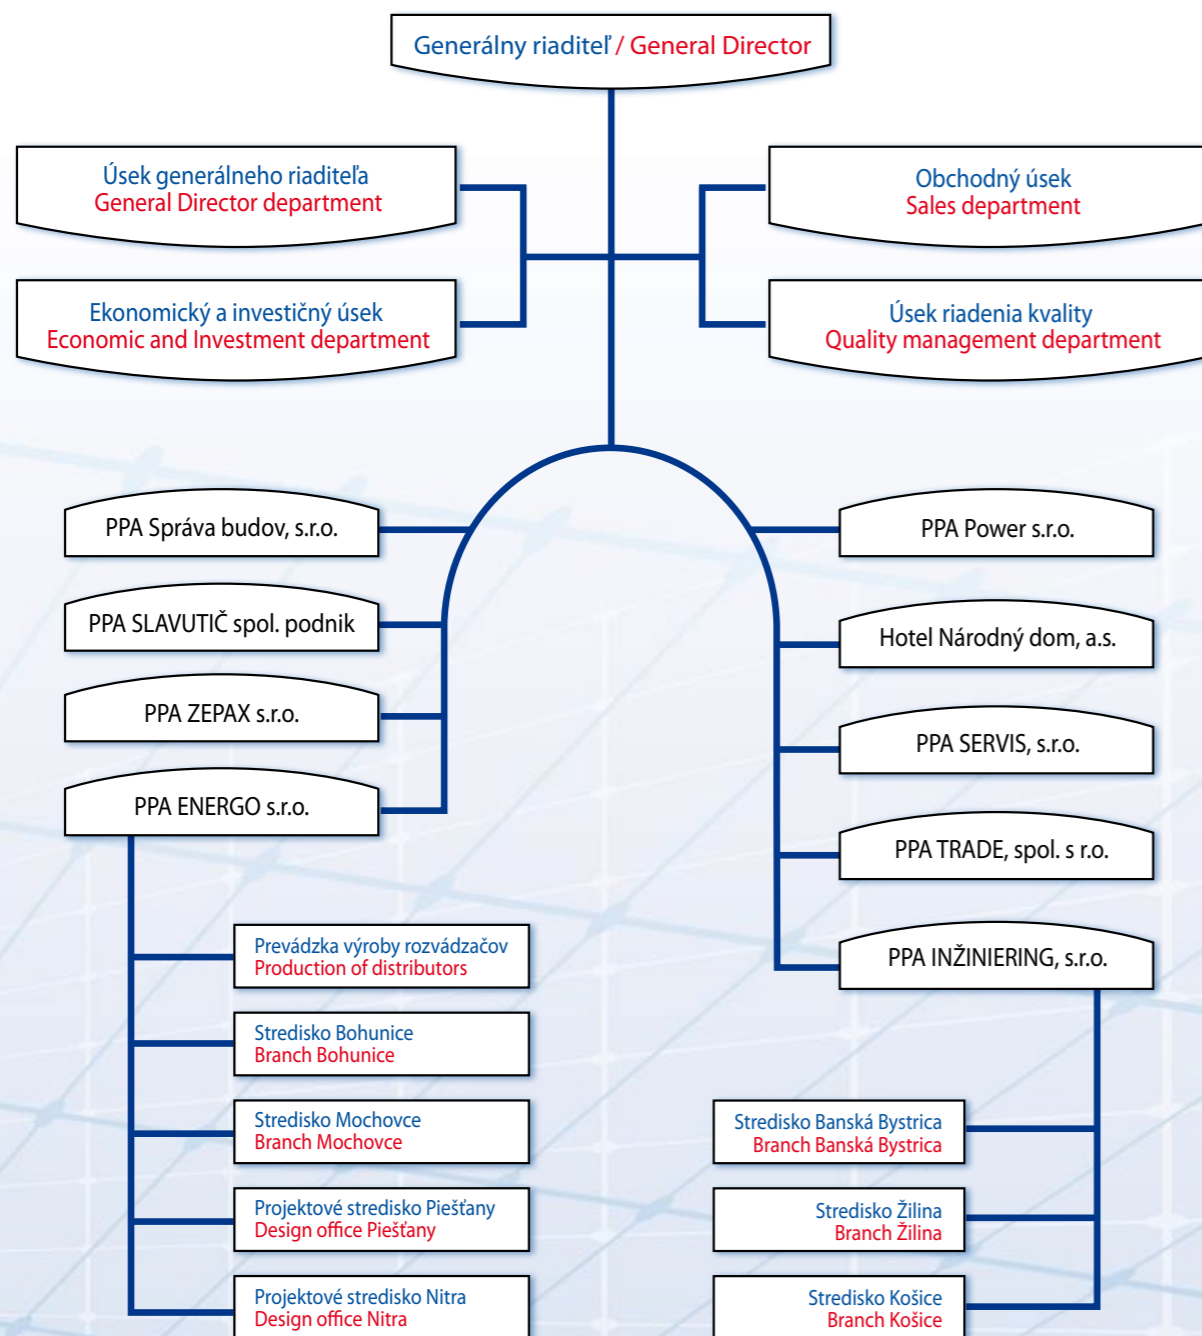 Generálny riaditeľ / General Director
Úsek generálneho riaditeľa
General Director department
Obchodný úsek
Sales department
Ekonomický a investičný úsek
Economic and Investment department
Úsek riadenia kvality
Quality management department
PPA Správa budov, s.r.o.
PPA SLAVUTIČ spol. podnik
PPA ZEPAX s.r.o.
PPA ENERGO s.r.o.
Prevádzka výroby rozvádzačov
Production of distributors
Stredisko Bohunice
Branch Bohunice
Stredisko Mochovce
Branch Mochovce
Projektové stredisko Piešťany
Design office Piešťany
Projektové stredisko Nitra
Design office Nitra
PPA Power s.r.o.
Hotel Národný dom, a.s.
PPA SERVIS, s.r.o.
PPA TRADE, spol. s r.o.
PPA INŽINIERING, s.r.o.
Stredisko Banská Bystrica
Branch Banská Bystrica
Stredisko Žilina
Branch Žilina
Stredisko Košice
Branch Košice